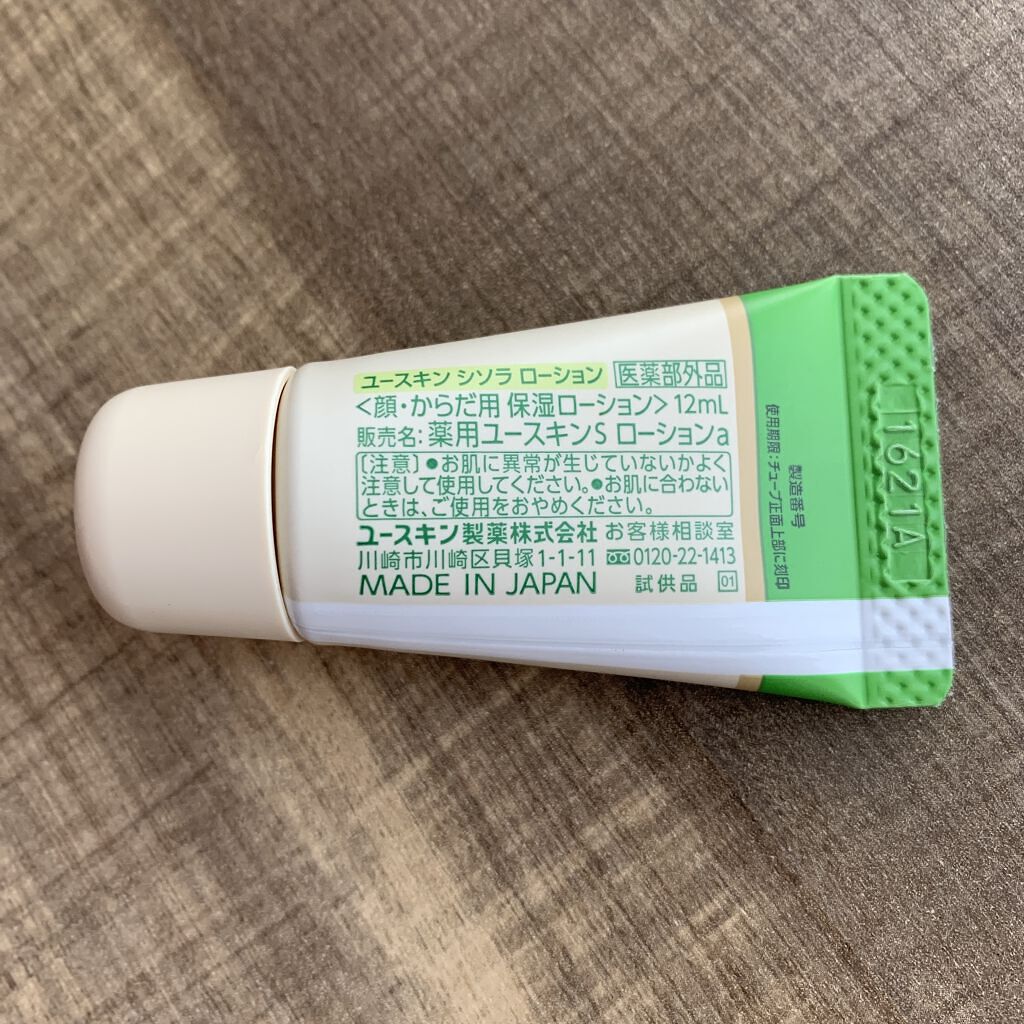 ユースキン シソラ ローション 医薬部外品
<顔・からだ用 保湿ローション> 12mL
販売名: 薬用ユースキンS ローションa
[注意] ●お肌に異常が生じていないかよく
注意して使用してください。●お肌に合わない
ときは、ご使用をおやめください。
ユースキン製薬株式会社 お客様相談室
川崎市川崎区貝塚1-1-11 0120-22-1413
MADE IN JAPAN 試供品 01
製造番号
使用期限:チューブ正面上部に刻印
1621A